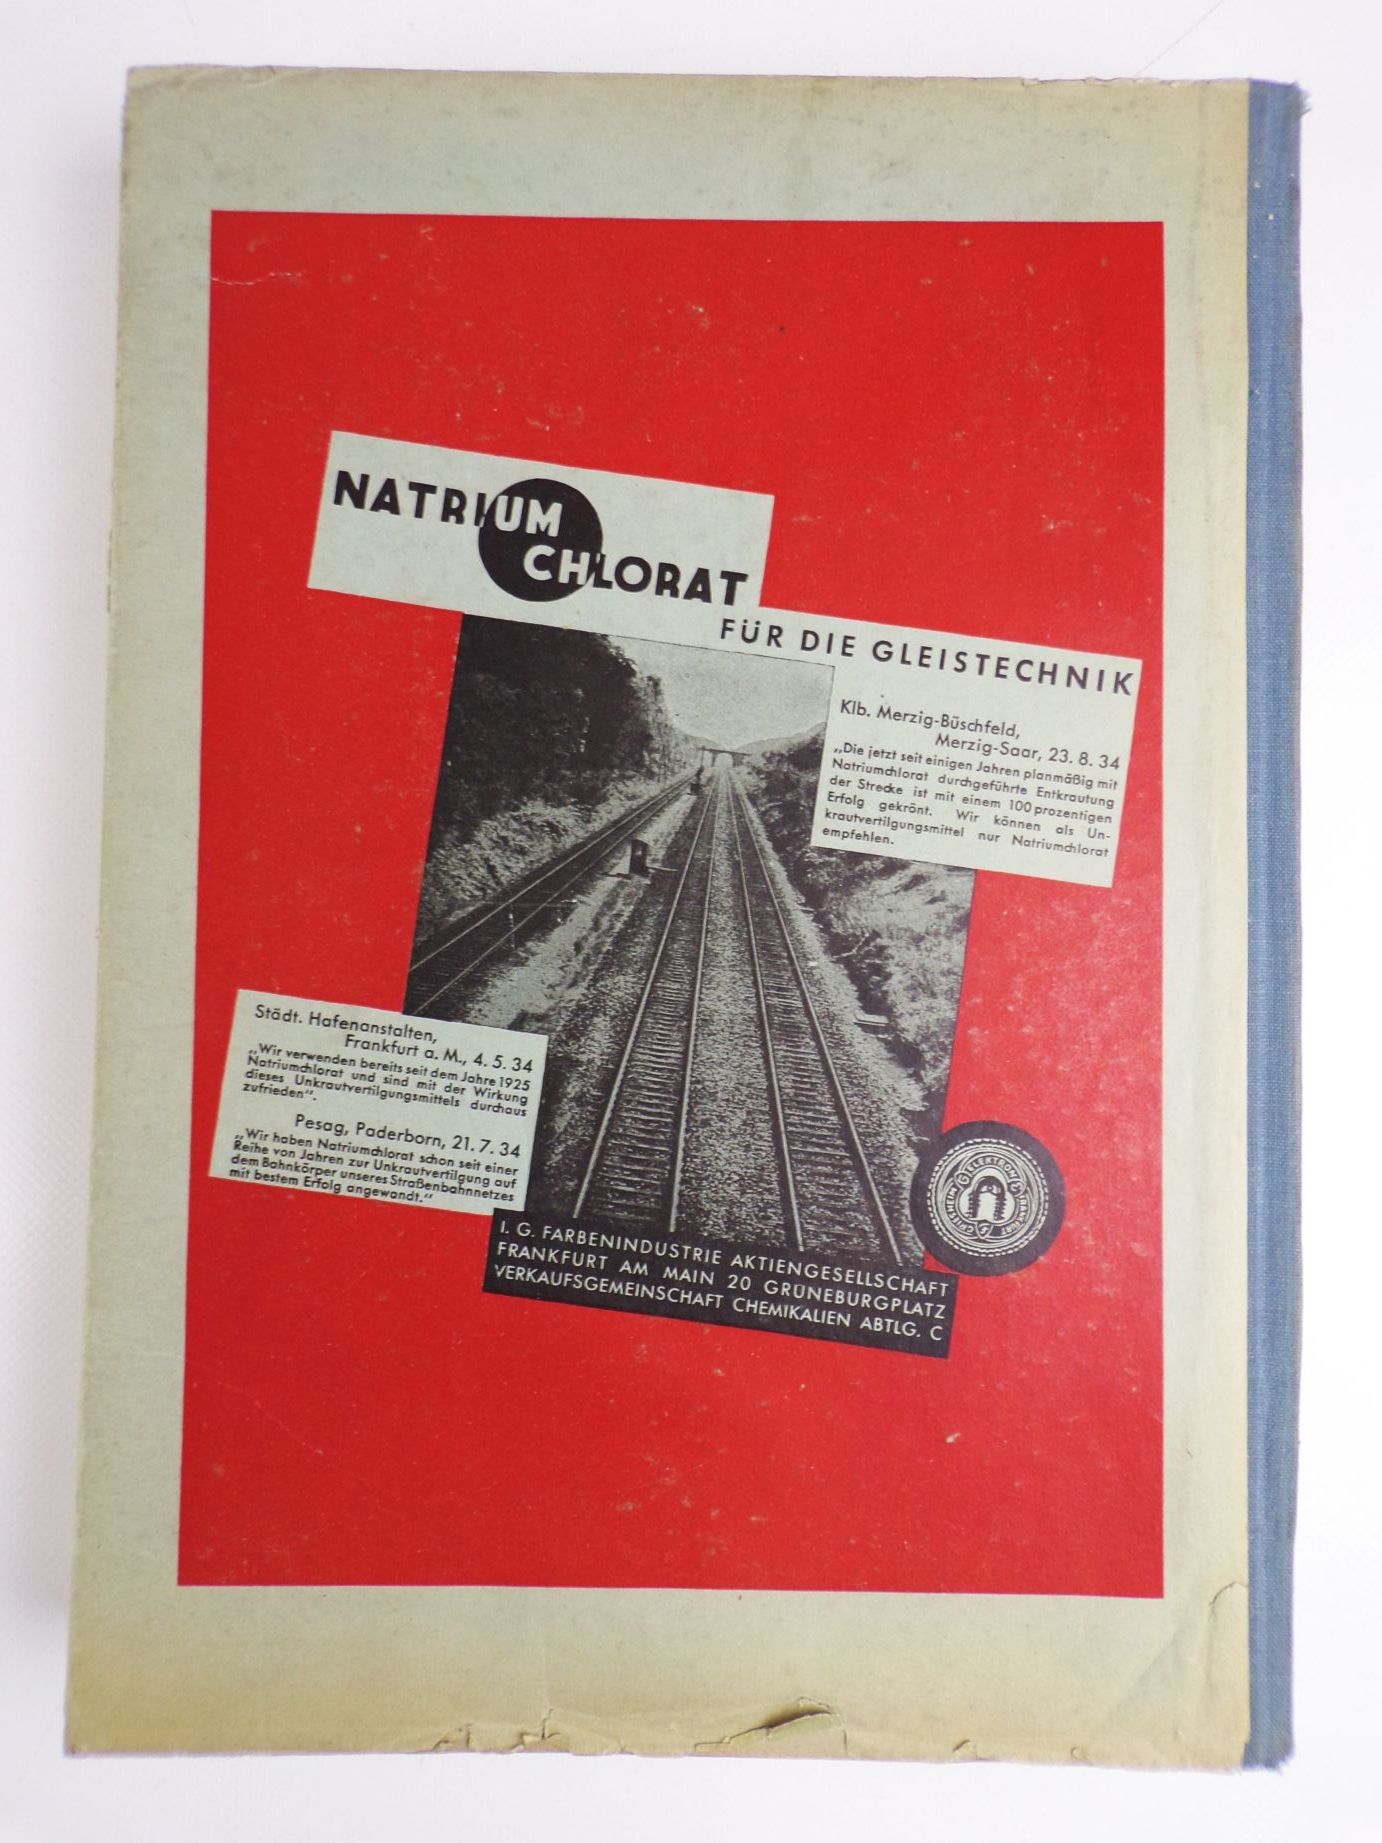 NATRIUM
CHLORAT
FÜR DIE GLEISTECHNIK
Klb. Merzig-Büschfeld,
Merzig-Saar, 23. 8. 34
„Die jetzt seit einigen Jahren planmäßig mit
Natriumchlorat durchgeführte Entkrautung
der Strecke ist mit einem 100 prozentigen
Erfolg gekrönt. Wir können als Un-
krautvertilgungsmittel nur Natriumchlorat
empfehlen.
Städt. Hafenanstalten,
Frankfurt a. M., 4. 5. 34
„Wir verwenden bereits seit dem Jahre 1925
Natriumchlorat und sind mit der Wirkung
dieses Unkrautvertilgungsmittels durchaus
zufrieden“.
Pesag, Paderborn, 21. 7. 34
„Wir haben Natriumchlorat schon seit einer
Reihe von Jahren zur Unkrautvertilgung auf
dem Bahnkörper unseres Straßenbahnnetzes
mit bestem Erfolg angewandt.“
GRIESHEIM ELEKTRON FRANKFURT
I. G. FARBENINDUSTRIE AKTIENGESELLSCHAFT
FRANKFURT AM MAIN 20 GRÜNEBURGPLATZ
VERKAUFSGEMEINSCHAFT CHEMIKALIEN ABTLG. C